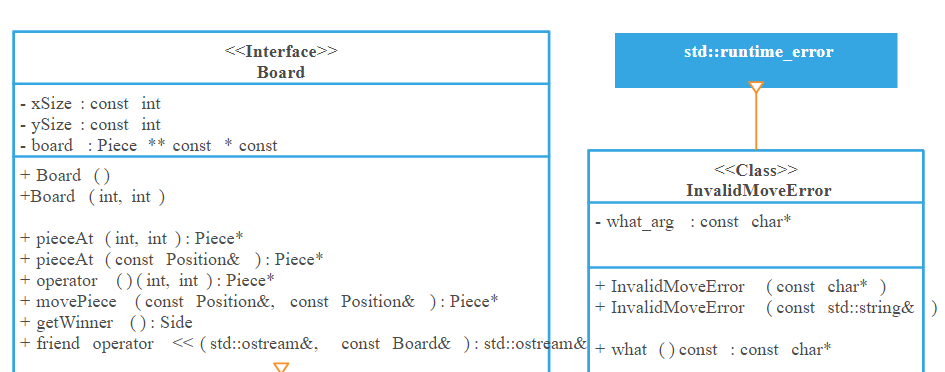 <<Interface>>
Board
- xSize : const int
- ySize : const int
- board : Piece ** const * const
+ Board ()
+Board (int, int )
+ pieceAt (int, int ): Piece*
+ pieceAt (const Position& ): Piece*
+ operator ()(int, int ): Piece*
+ movePiece (const Position&, const Position& ): Piece*
+ getWinner (): Side
+ friend operator << (std::ostream&, const Board& ): std::ostream&
std::runtime_error
<<Class>>
InvalidMoveError
- what_arg : const char*
+ InvalidMoveError (const char* )
+ InvalidMoveError (const std::string& )
+ what ()const : const char*